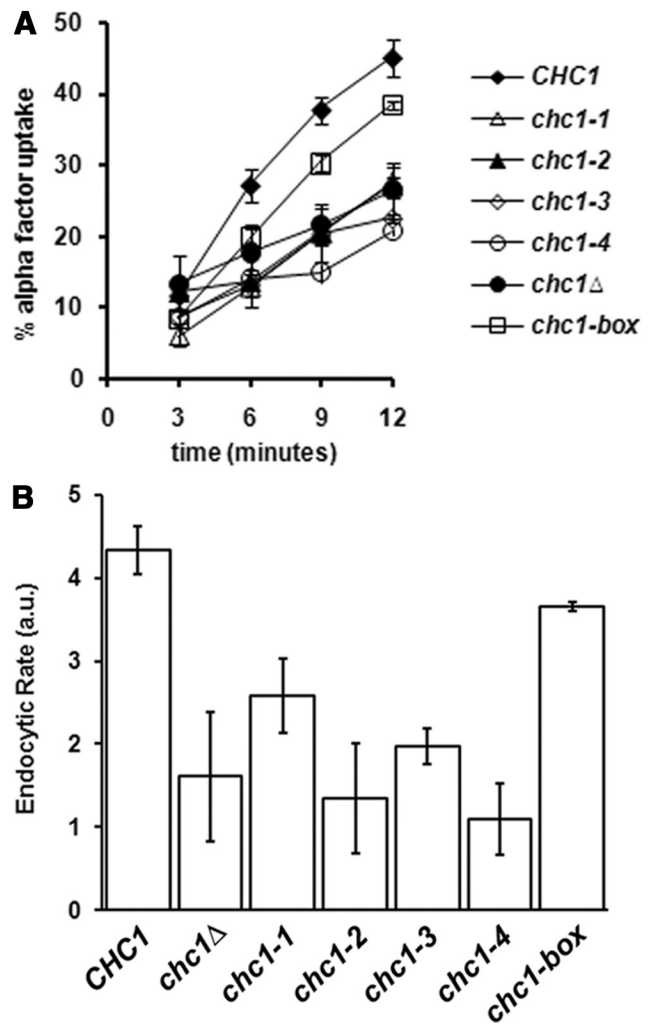 A
% alpha factor uptake
50
40
30
20
10
0
0 3 6 9 12
time (minutes)
CHC1
chc1-1
chc1-2
chc1-3
chc1-4
chc1Δ
chc1-box
B
Endocytic Rate (a.u.)
5
4
3
2
1
0
CHC1
chc1Δ
chc1-1
chc1-2
chc1-3
chc1-4
chc1-box